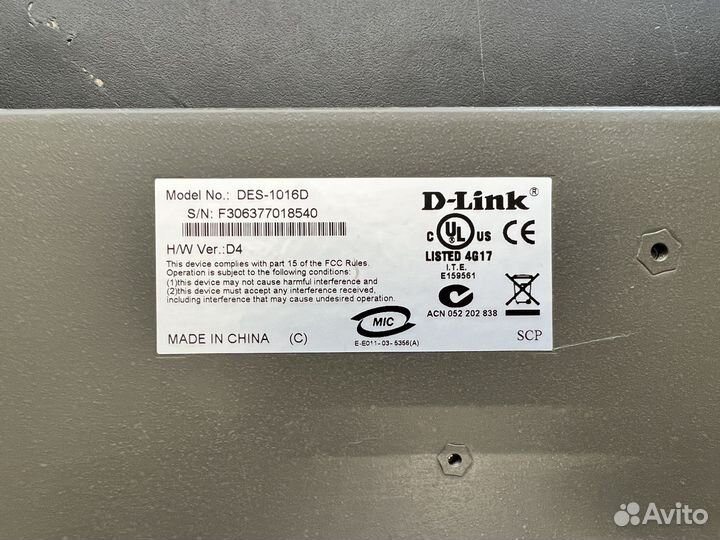 Model No.: DES-1016D
S/N: F306377018540
H/W Ver.:D4
This device complies with part 15 of the FCC Rules.
Operation is subject to the following conditions:
(1)this device may not cause harmful interference and
(2)this device must accept any interference received,
including interference that may cause undesired operation.
MADE IN CHINA (C)
MIC
E-E011-03-5356(A)
D-Link®
C UL US CE
LISTED 4G17
I.T.E.
E159561
ACN 052 202 838
SCP
Avito